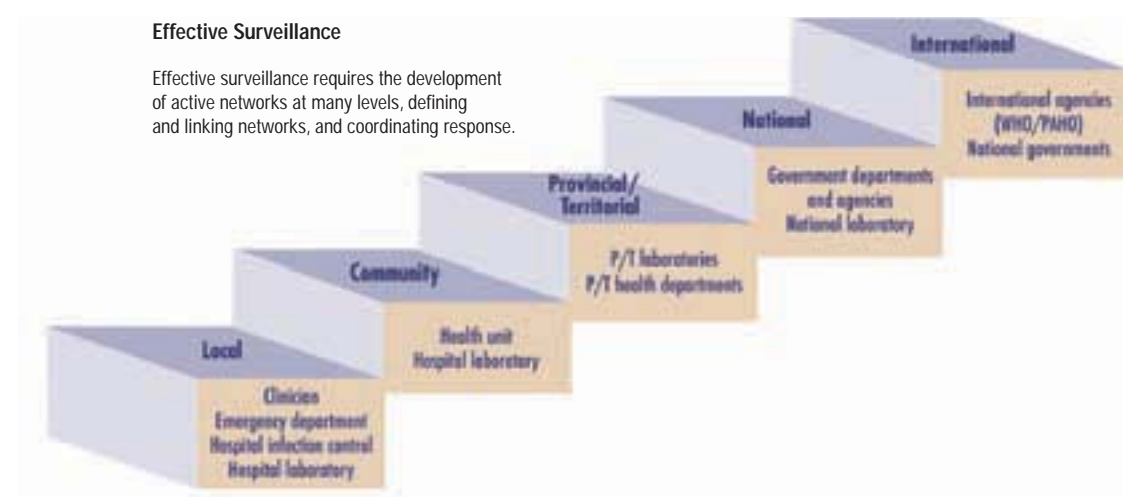 Effective Surveillance
Effective surveillance requires the development
of active networks at many levels, defining
and linking networks, and coordinating response.
International
International agencies
(WHO/PAHO)
National governments
National
Government departments
and agencies
National laboratory
Provincial/
Territorial
P/T laboratories
P/T health departments
Community
Health unit
Hospital laboratory
Local
Clinician
Emergency department
Hospital infection control
Hospital laboratory